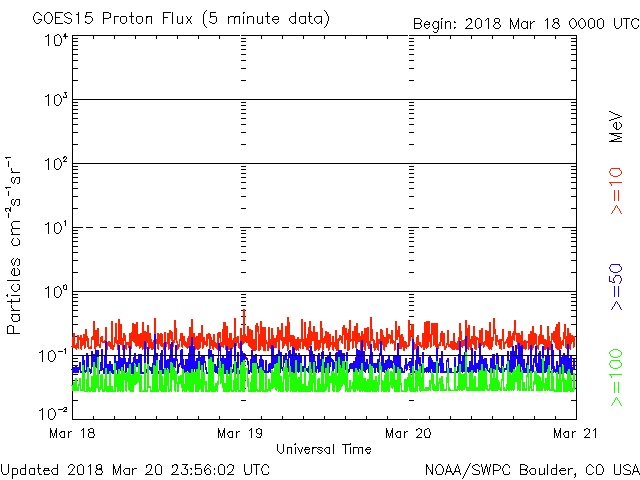 GOES15 Proton Flux (5 minute data)
Begin: 2018 Mar 18 0000 UTC
Particles cm⁻²s⁻¹sr⁻¹
10⁴
10³
10²
10¹
10⁰
10⁻¹
10⁻²
MeV
>=10
>=50
>=100
Mar 18 Mar 19 Mar 20 Mar 21
Universal Time
Updated 2018 Mar 20 23:56:02 UTC
NOAA/SWPC Boulder, CO USA